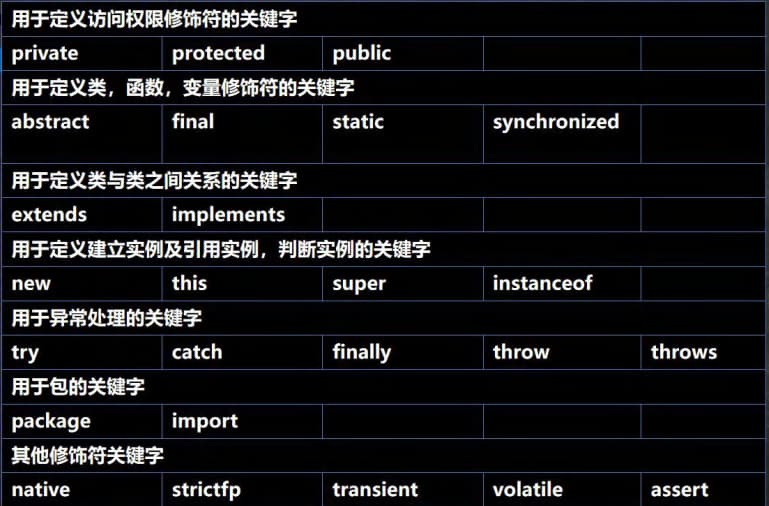 用于定义访问权限修饰符的关键字
private protected public
用于定义类，函数，变量修饰符的关键字
abstract final static synchronized
用于定义类与类之间关系的关键字
extends implements
用于定义建立实例及引用实例，判断实例的关键字
new this super instanceof
用于异常处理的关键字
try catch finally throw throws
用于包的关键字
package import
其他修饰符关键字
native strictfp transient volatile assert